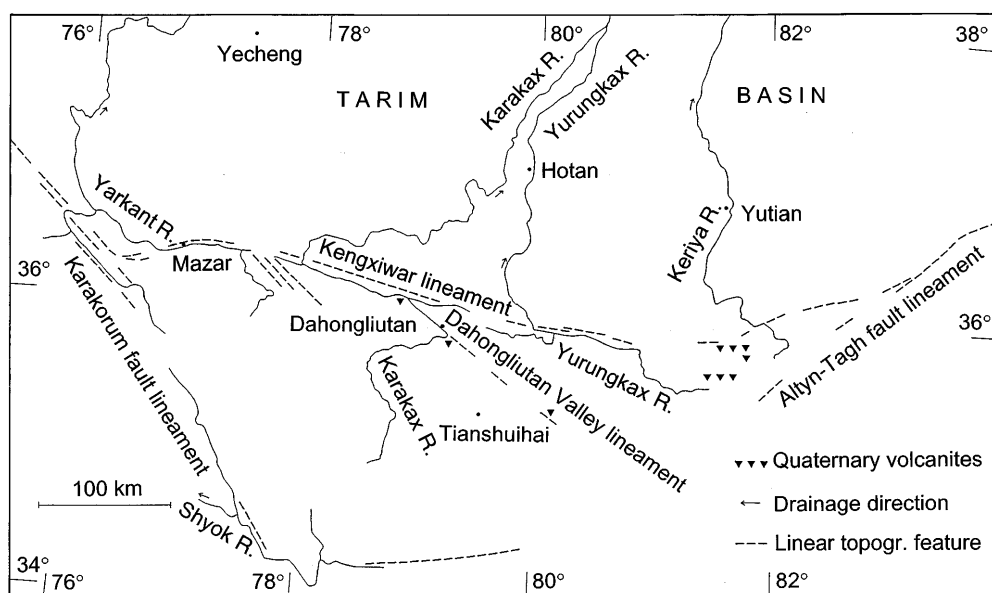 76°
78°
80°
82°
38°
Yecheng
TARIM
BASIN
Karakax R.
Yurungkax R.
Hotan
Yarkant R.
Mazar
Keriya R.
Yutian
36°
Kengxiwar lineament
Karakorum fault lineament
Dahongliutan
Dahongliutan Valley lineament
Yurungkax R.
Altyn-Tagh fault lineament
36°
Karakax R.
Tianshuihai
100 km
Shyok R.
Quaternary volcanites
Drainage direction
Linear topogr. feature
34°
76°
78°
80°
82°